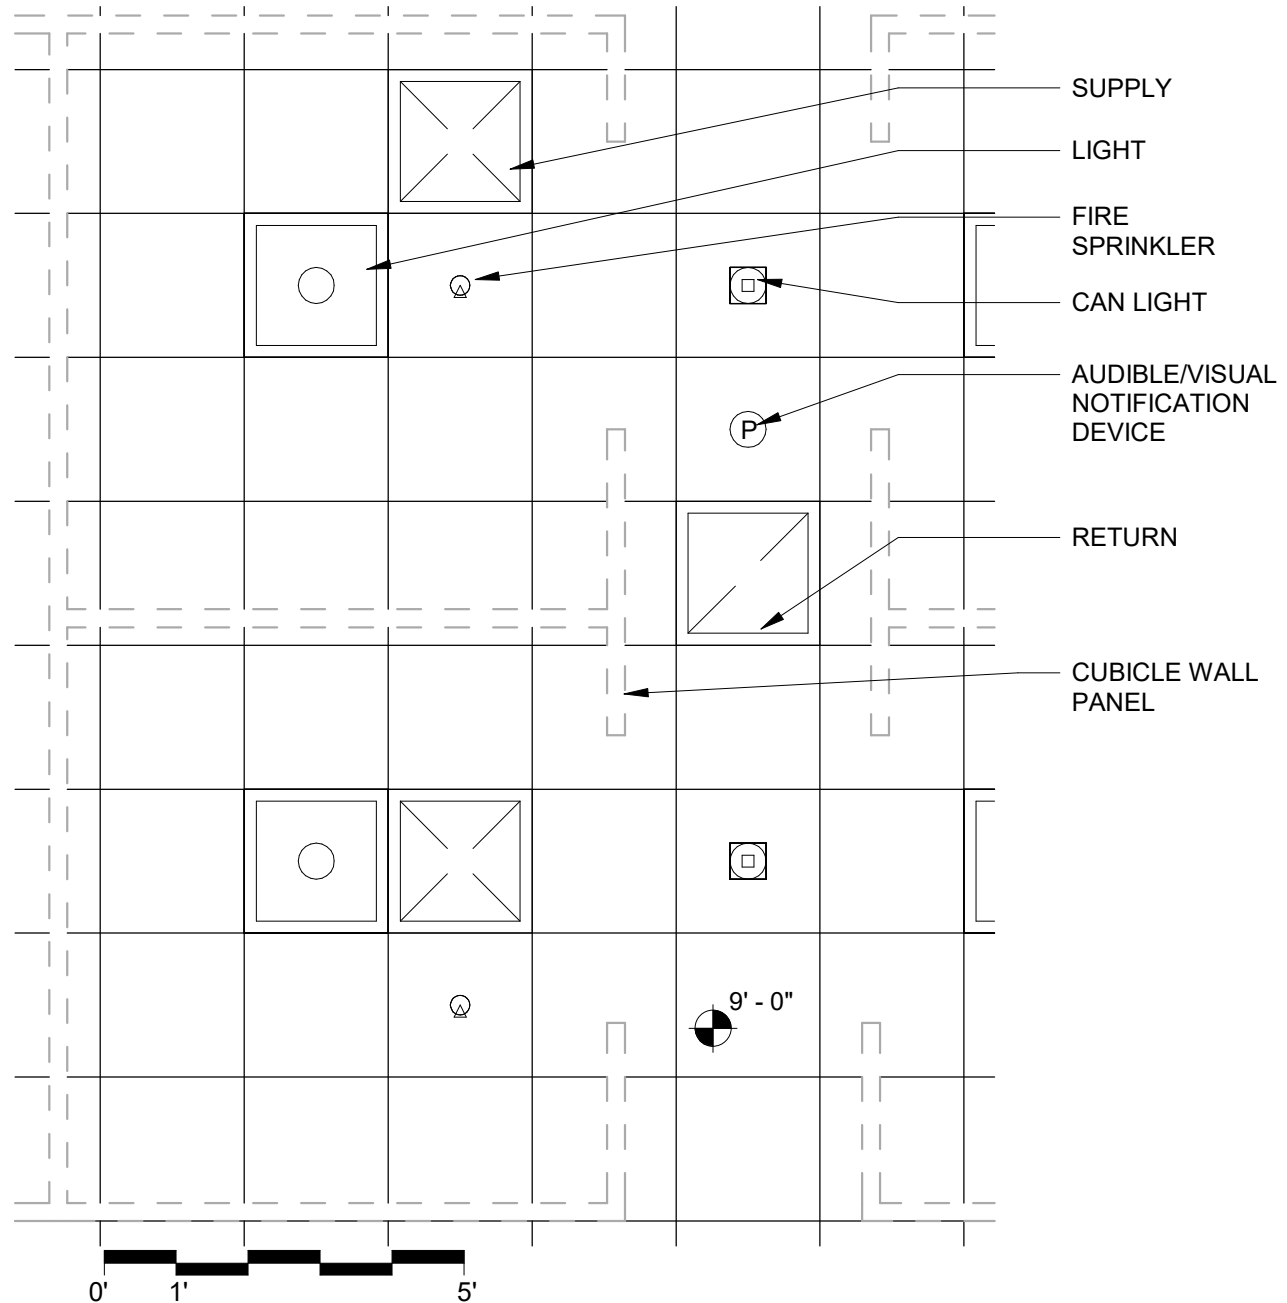 SUPPLY
LIGHT
FIRE
SPRINKLER
CAN LIGHT
AUDIBLE/VISUAL
NOTIFICATION
DEVICE
P
RETURN
CUBICLE WALL
PANEL
9' - 0"
0' 1' 5'